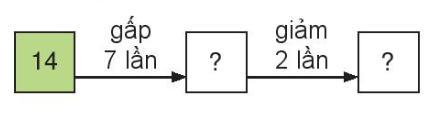 14
gấp
7 lần
?
giảm
2 lần
?